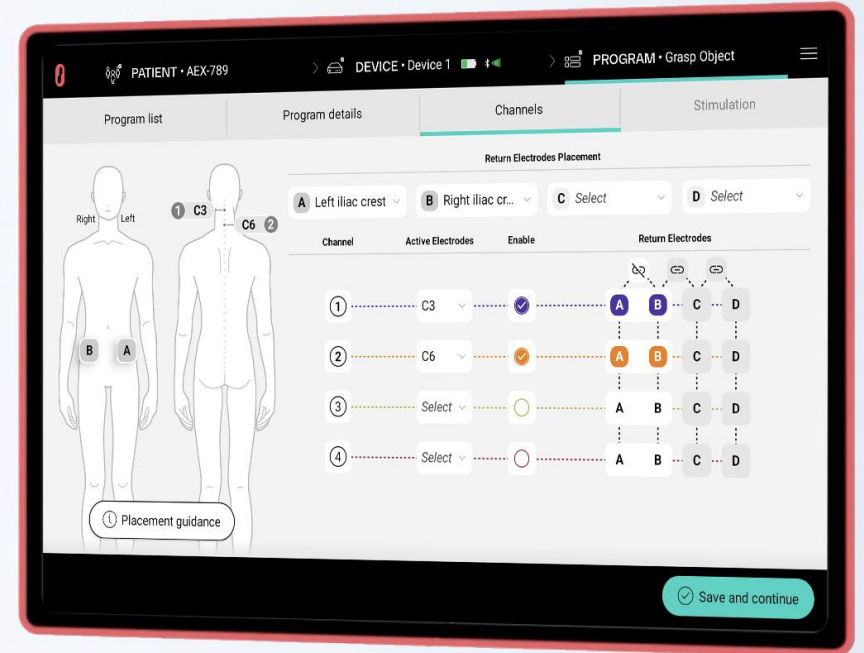 PATIENT • AEX-789
DEVICE • Device 1
PROGRAM • Grasp Object
Program list
Program details
Channels
Stimulation
Return Electrodes Placement
A Left iliac crest
B Right iliac cr...
C Select
D Select
Right
Left
1 C3
C6 2
B
A
Channel
Active Electrodes
Enable
Return Electrodes
1 C3 A B C D
2 C6 A B C D
3 Select A B C D
4 Select A B C D
Placement guidance
Save and continue